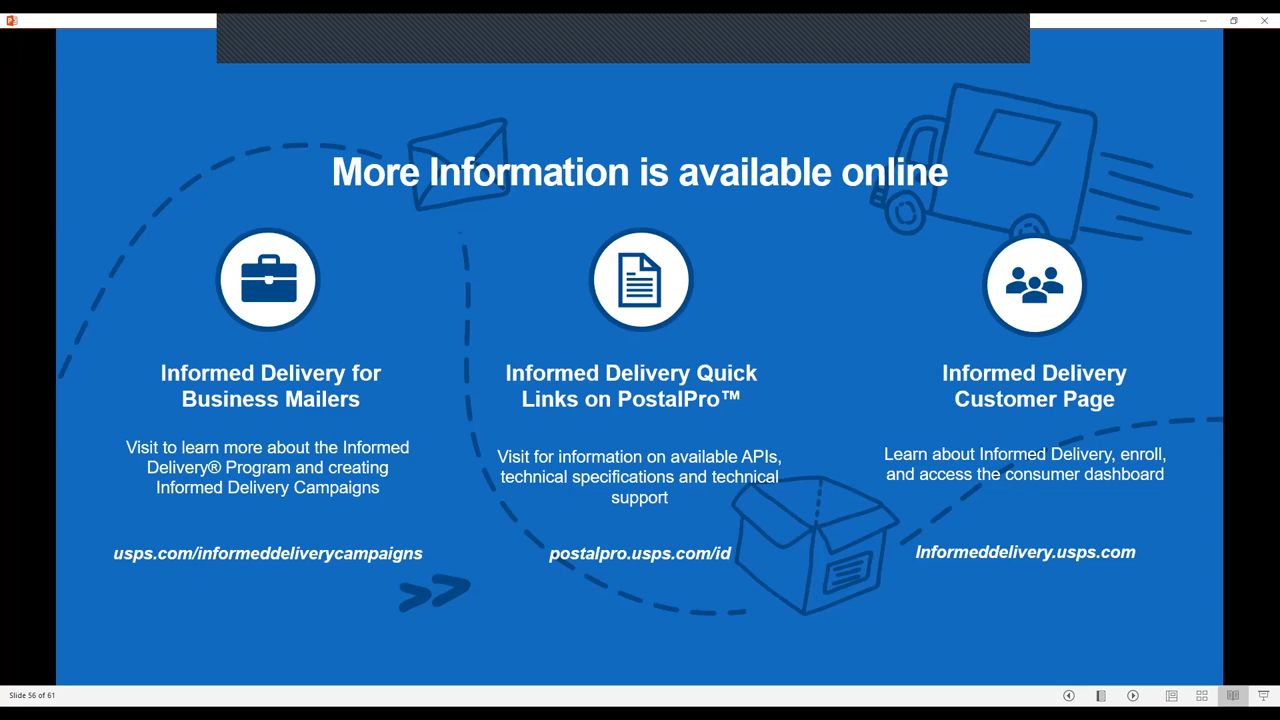 More Information is available online
Informed Delivery for
Business Mailers
Visit to learn more about the Informed
Delivery® Program and creating
Informed Delivery Campaigns
usps.com/informeddeliverycampaigns
Informed Delivery Quick
Links on PostalPro™
Visit for information on available APIs,
technical specifications and technical
support
postalpro.usps.com/id
Informed Delivery
Customer Page
Learn about Informed Delivery, enroll,
and access the consumer dashboard
Informeddelivery.usps.com
Slide 56 of 61